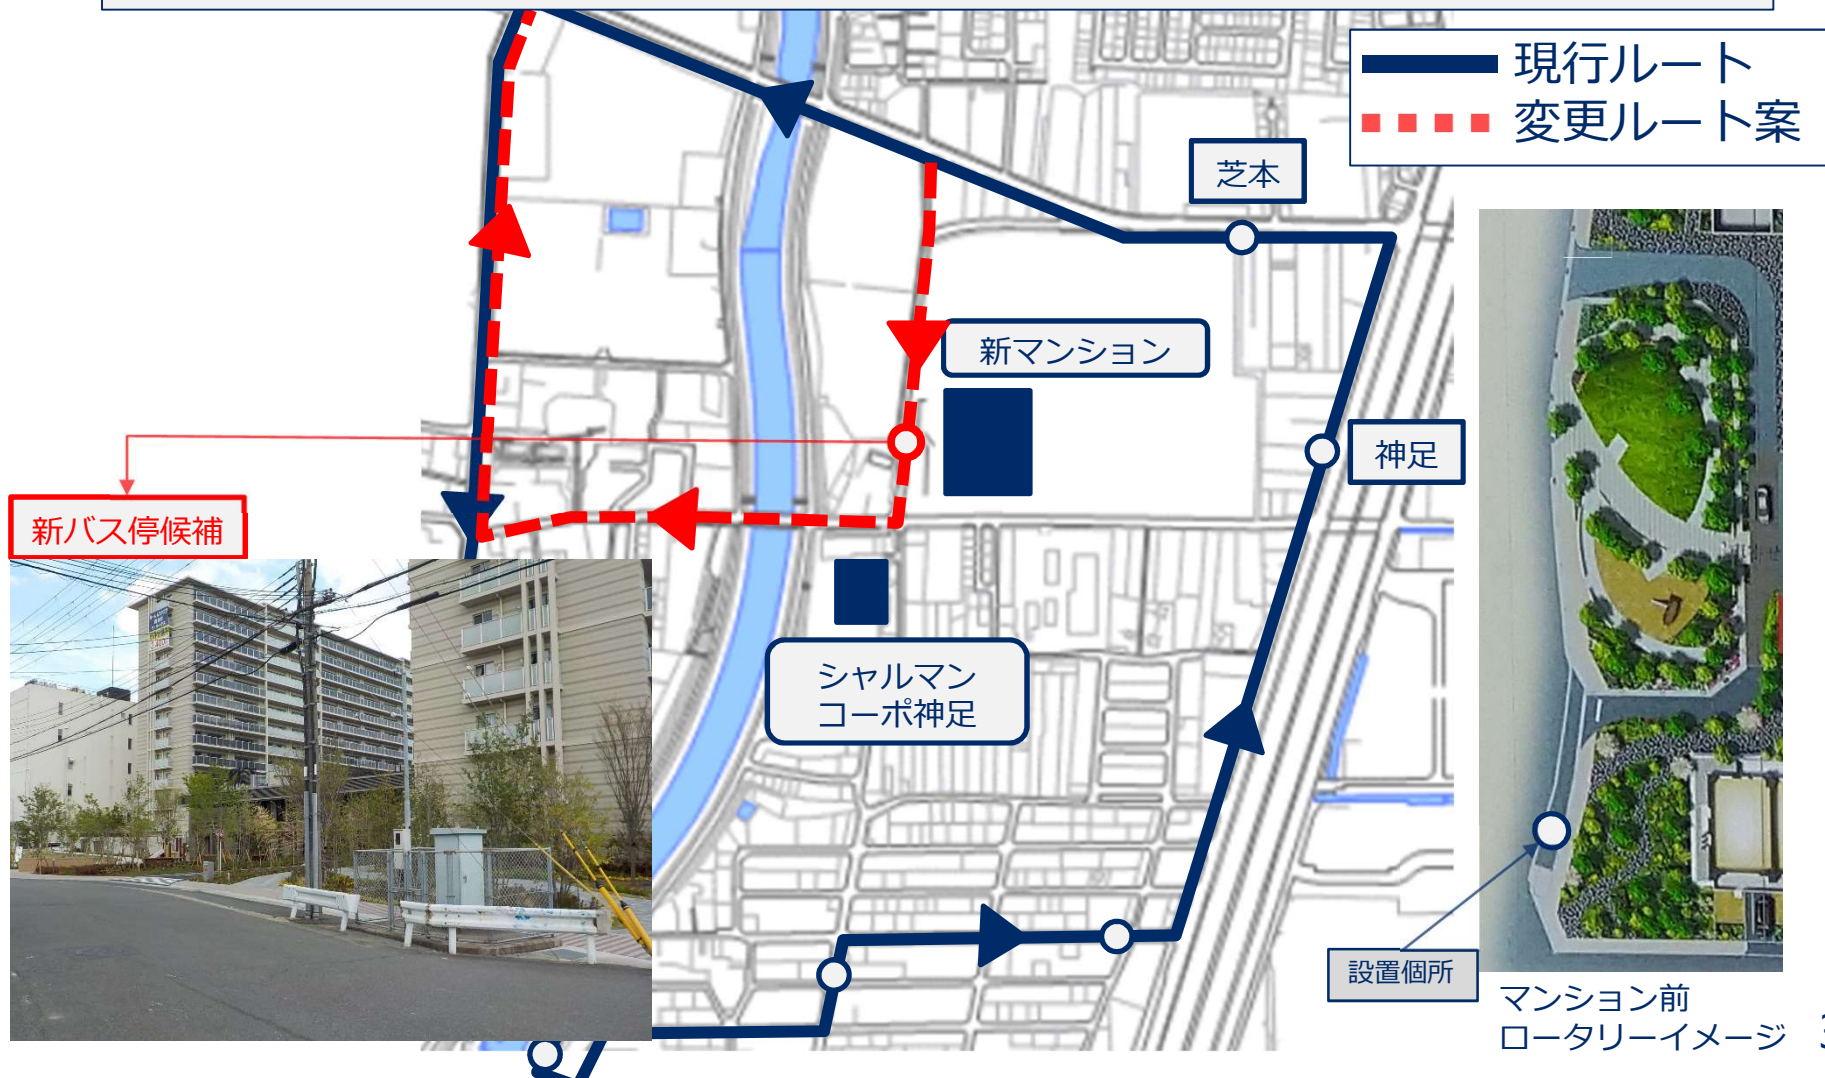 現行ルート
変更ルート案
芝本
新マンション
神足
新バス停候補
シャルマン
コーポ神足
設置個所
マンション前
ロータリーイメージ